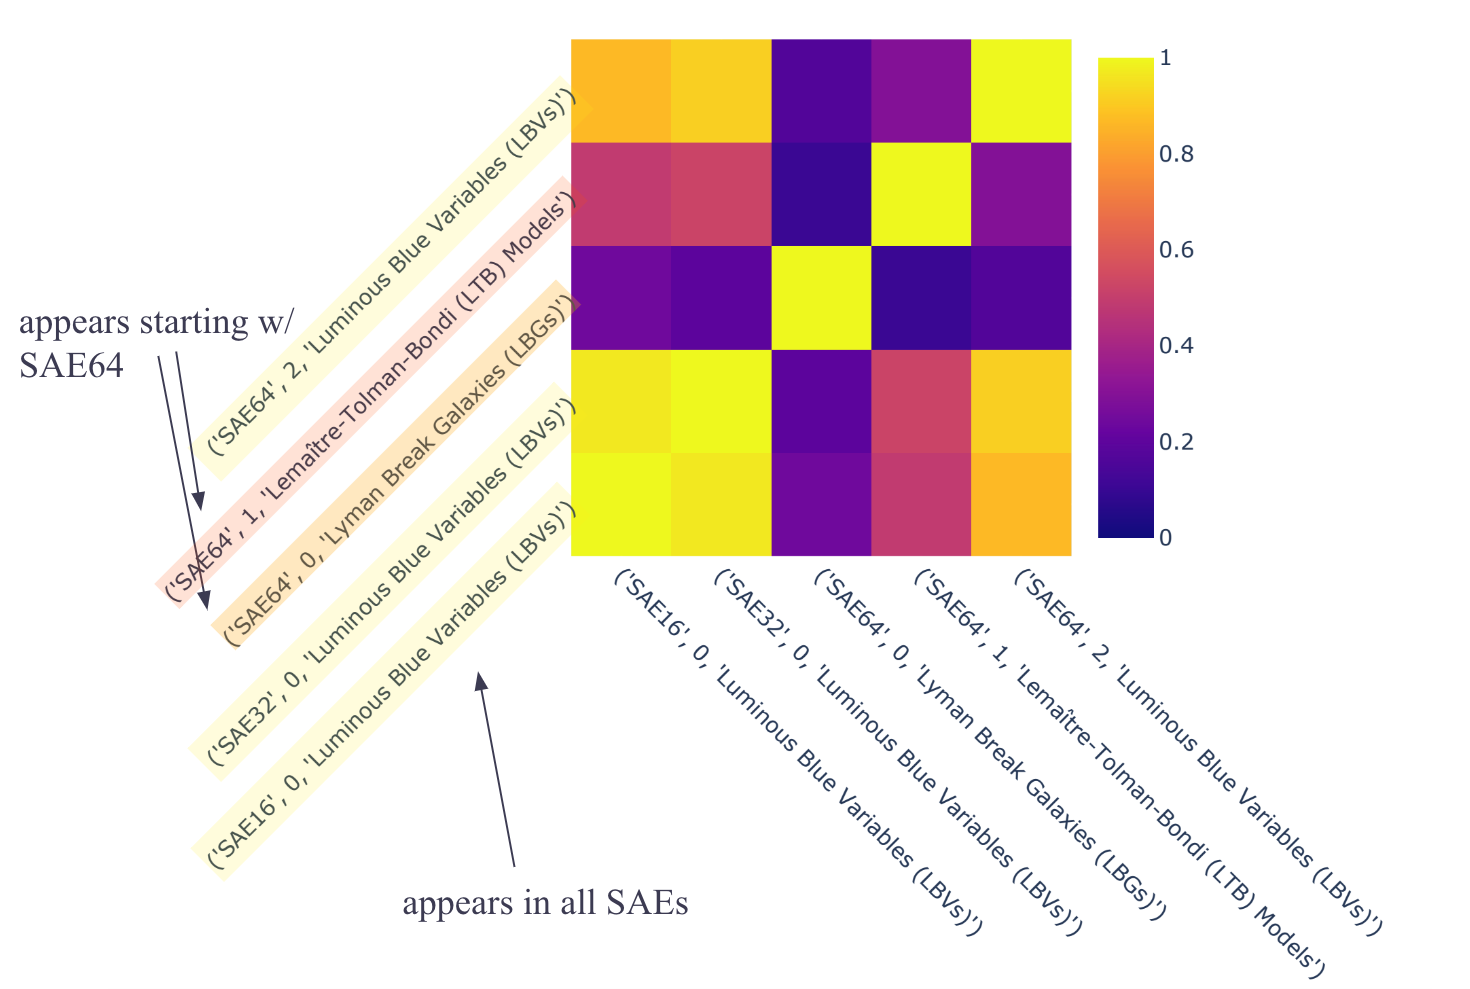 ('SAE64', 2, 'Luminous Blue Variables (LBVs)')
('SAE64', 1, 'Lemaître-Tolman-Bondi (LTB) Models')
('SAE64', 0, 'Lyman Break Galaxies (LBGs)')
('SAE32', 0, 'Luminous Blue Variables (LBVs)')
('SAE16', 0, 'Luminous Blue Variables (LBVs)')
appears starting w/
SAE64
appears in all SAEs
('SAE16', 0, 'Luminous Blue Variables (LBVs)')
('SAE32', 0, 'Luminous Blue Variables (LBVs)')
('SAE64', 0, 'Lyman Break Galaxies (LBGs)')
('SAE64', 1, 'Lemaître-Tolman-Bondi (LTB) Models')
('SAE64', 2, 'Luminous Blue Variables (LBVs)')
1
0.8
0.6
0.4
0.2
0